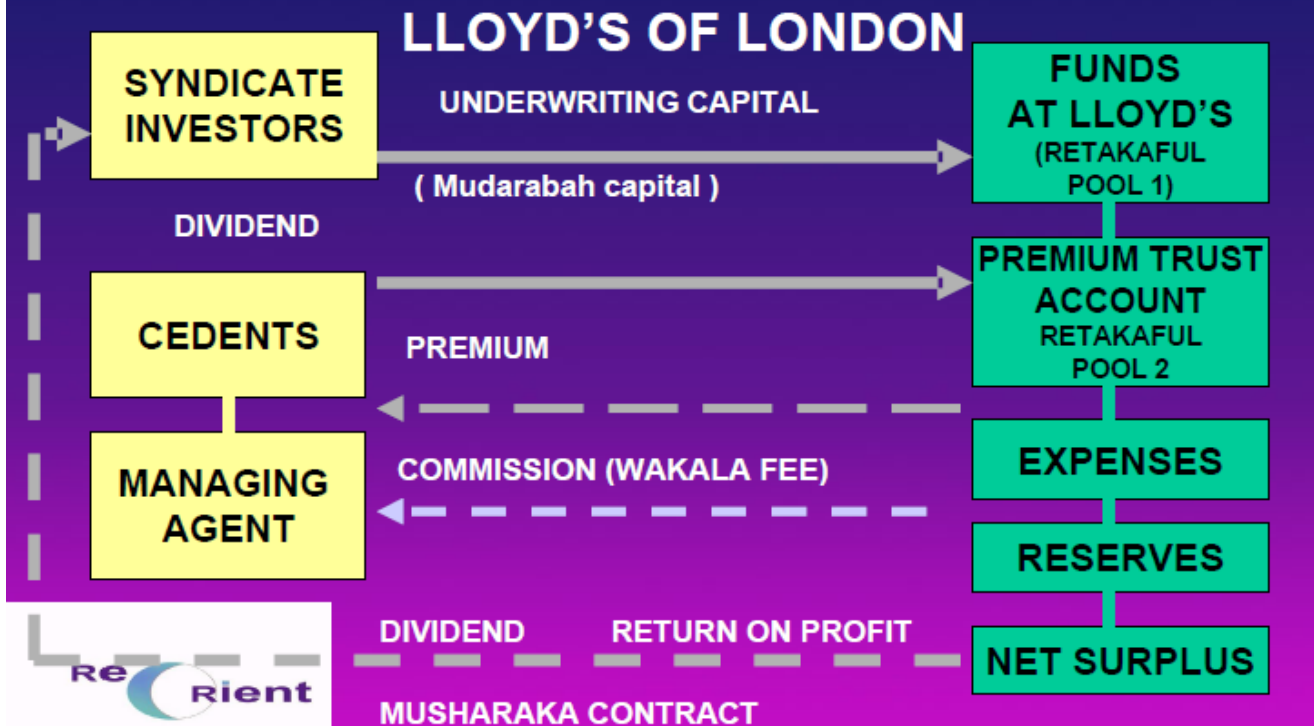 LLOYD'S OF LONDON
SYNDICATE
INVESTORS
UNDERWRITING CAPITAL
( Mudarabah capital )
FUNDS
AT LLOYD'S
(RETAKAFUL
POOL 1)
DIVIDEND
CEDENTS
PREMIUM
PREMIUM TRUST
ACCOUNT
RETAKAFUL
POOL 2
MANAGING
AGENT
COMMISSION (WAKALA FEE)
EXPENSES
RESERVES
DIVIDEND RETURN ON PROFIT
NET SURPLUS
MUSHARAKA CONTRACT
Re
Rient